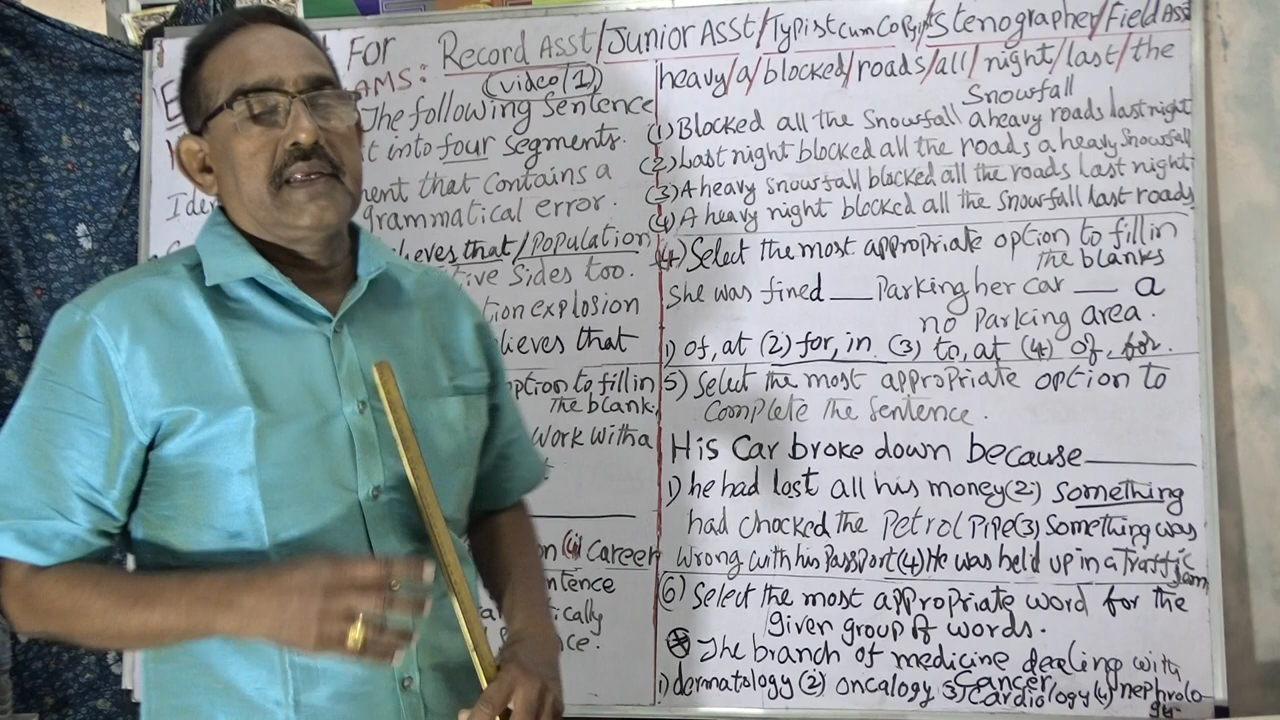 FOR
Record Asst/Junior Asst/Typist cum Copyist/Stenographer/Field Asst
AMS:
(video(1))
The following sentence
t into four segments.
ment that contains a
grammatical error.
lieves that/Population
tive Sides too.
tion explosion
lieves that
ption to fill in
the blank.
Work with a
on (4) Career
ntence
ically
ce.
heavy/a/blocked/roads/all/night/last/the
Snowfall
(1) Blocked all the snowfall a heavy roads last night
(2) Last night blocked all the roads a heavy snowfall
(3) A heavy snowfall blocked all the roads last night
(4) A heavy night blocked all the snowfall last roads
(4) Select the most appropriate option to fill in
the blanks
She was fined ___ Parking her car ___ a
no Parking area.
1) of, at (2) for, in (3) to, at (4) of, for.
5) Select the most appropriate option to
Complete the Sentence.
His Car broke down because________
1) he had lost all his money (2) Something
had chocked the Petrol Pipe (3) Something was
wrong with his Passport (4) He was held up in a Traffic
Jam
(6) Select the most appropriate word for the
given group of words.
The branch of medicine dealing with
Cancer
1) dermatology (2) oncalogy 3) Cardiology (4) nephrolo-